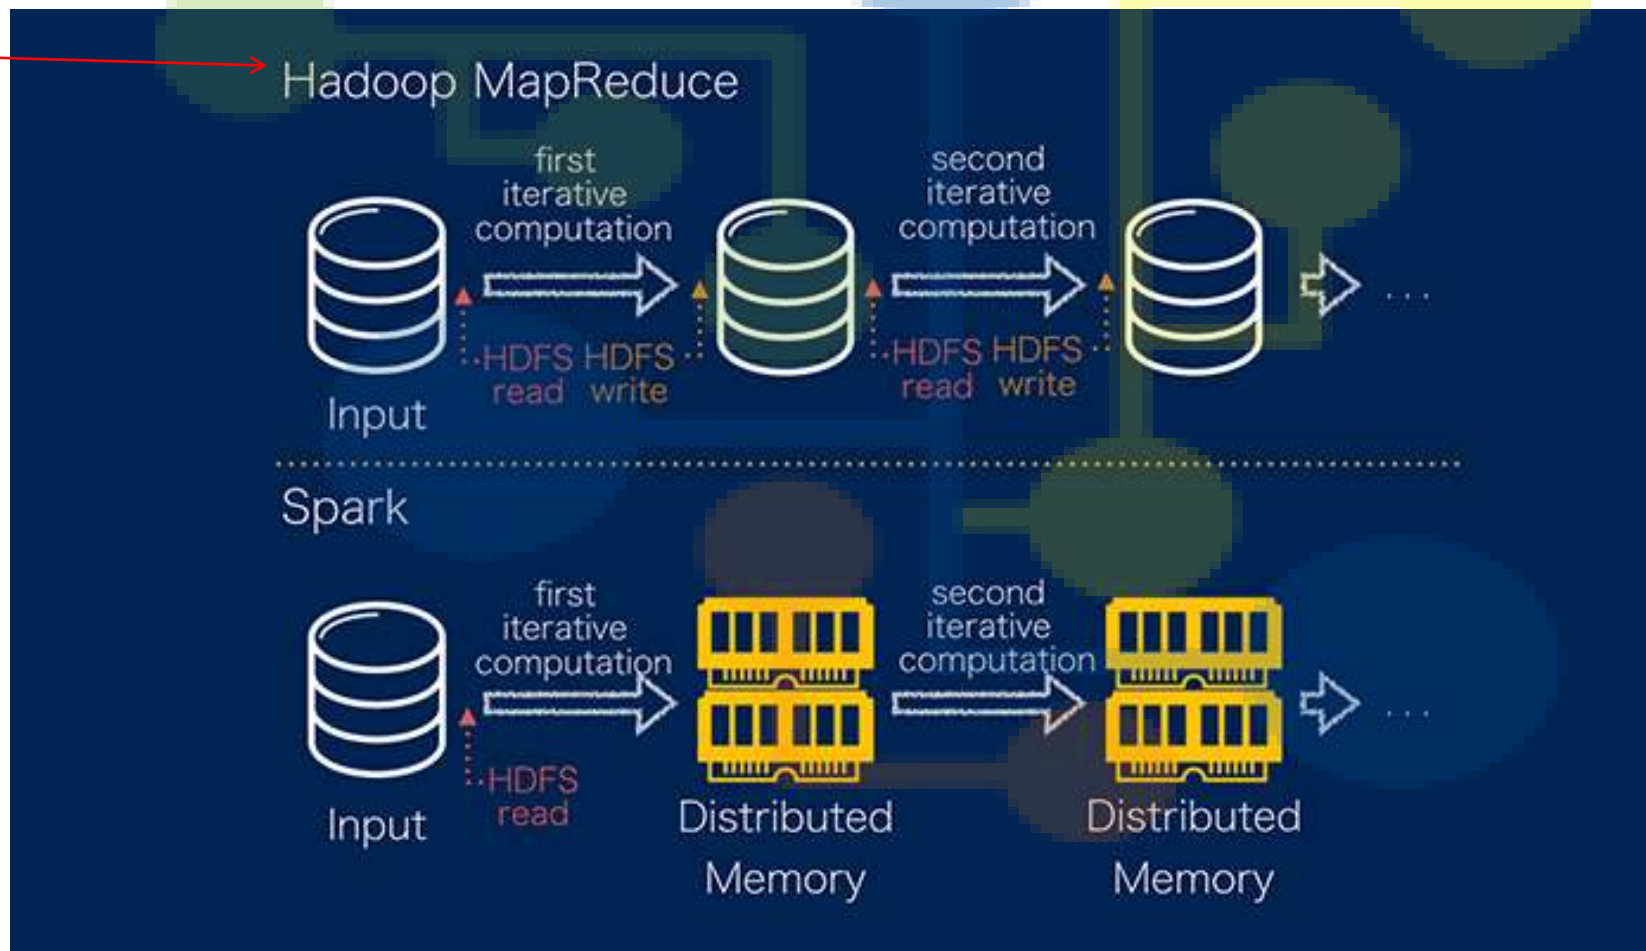 Hadoop MapReduce
first
iterative
computation
second
iterative
computation
HDFS
read
HDFS
write
HDFS
read
HDFS
write
...
Input
Spark
first
iterative
computation
second
iterative
computation
...
HDFS
read
Input
Distributed
Memory
Distributed
Memory